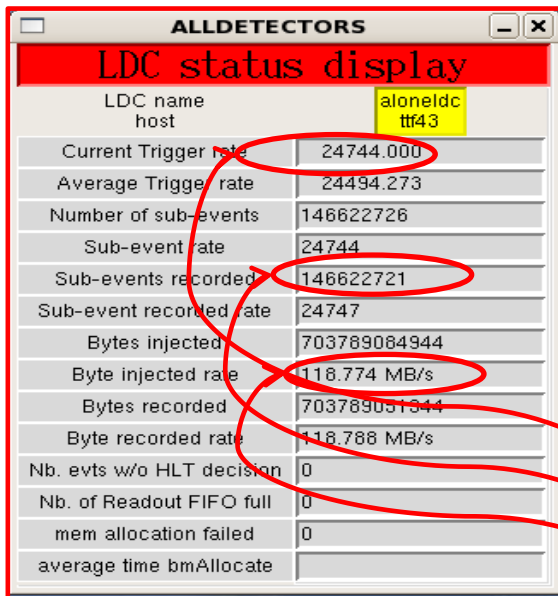 ALLDETECTORS
LDC status display
LDC name aloneldc
host ttf43
Current Trigger rate 24744.000
Average Trigger rate 24494.273
Number of sub-events 146622726
Sub-event rate 24744
Sub-events recorded 146622721
Sub-event recorded rate 24747
Bytes injected 703789084944
Byte injected rate 118.774 MB/s
Bytes recorded 703789051344
Byte recorded rate 118.788 MB/s
Nb. evts w/o HLT decision 0
Nb. of Readout FIFO full 0
mem allocation failed 0
average time bmAllocate